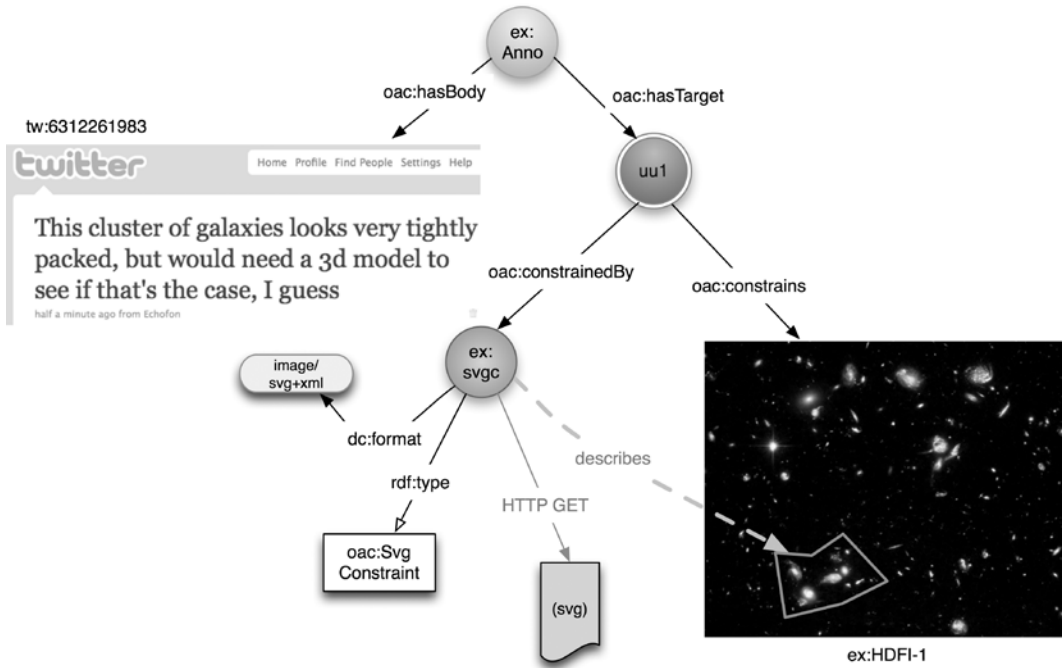 ex:
Anno
oac:hasBody
oac:hasTarget
tw:6312261983
twitter
Home Profile Find People Settings Help
uu1
This cluster of galaxies looks very tightly
packed, but would need a 3d model to
see if that's the case, I guess
half a minute ago from Echofon
oac:constrainedBy
oac:constrains
ex:
svgc
image/
svg+xml
dc:format
describes
rdf:type
HTTP GET
oac:Svg
Constraint
(svg)
ex:HDFI-1